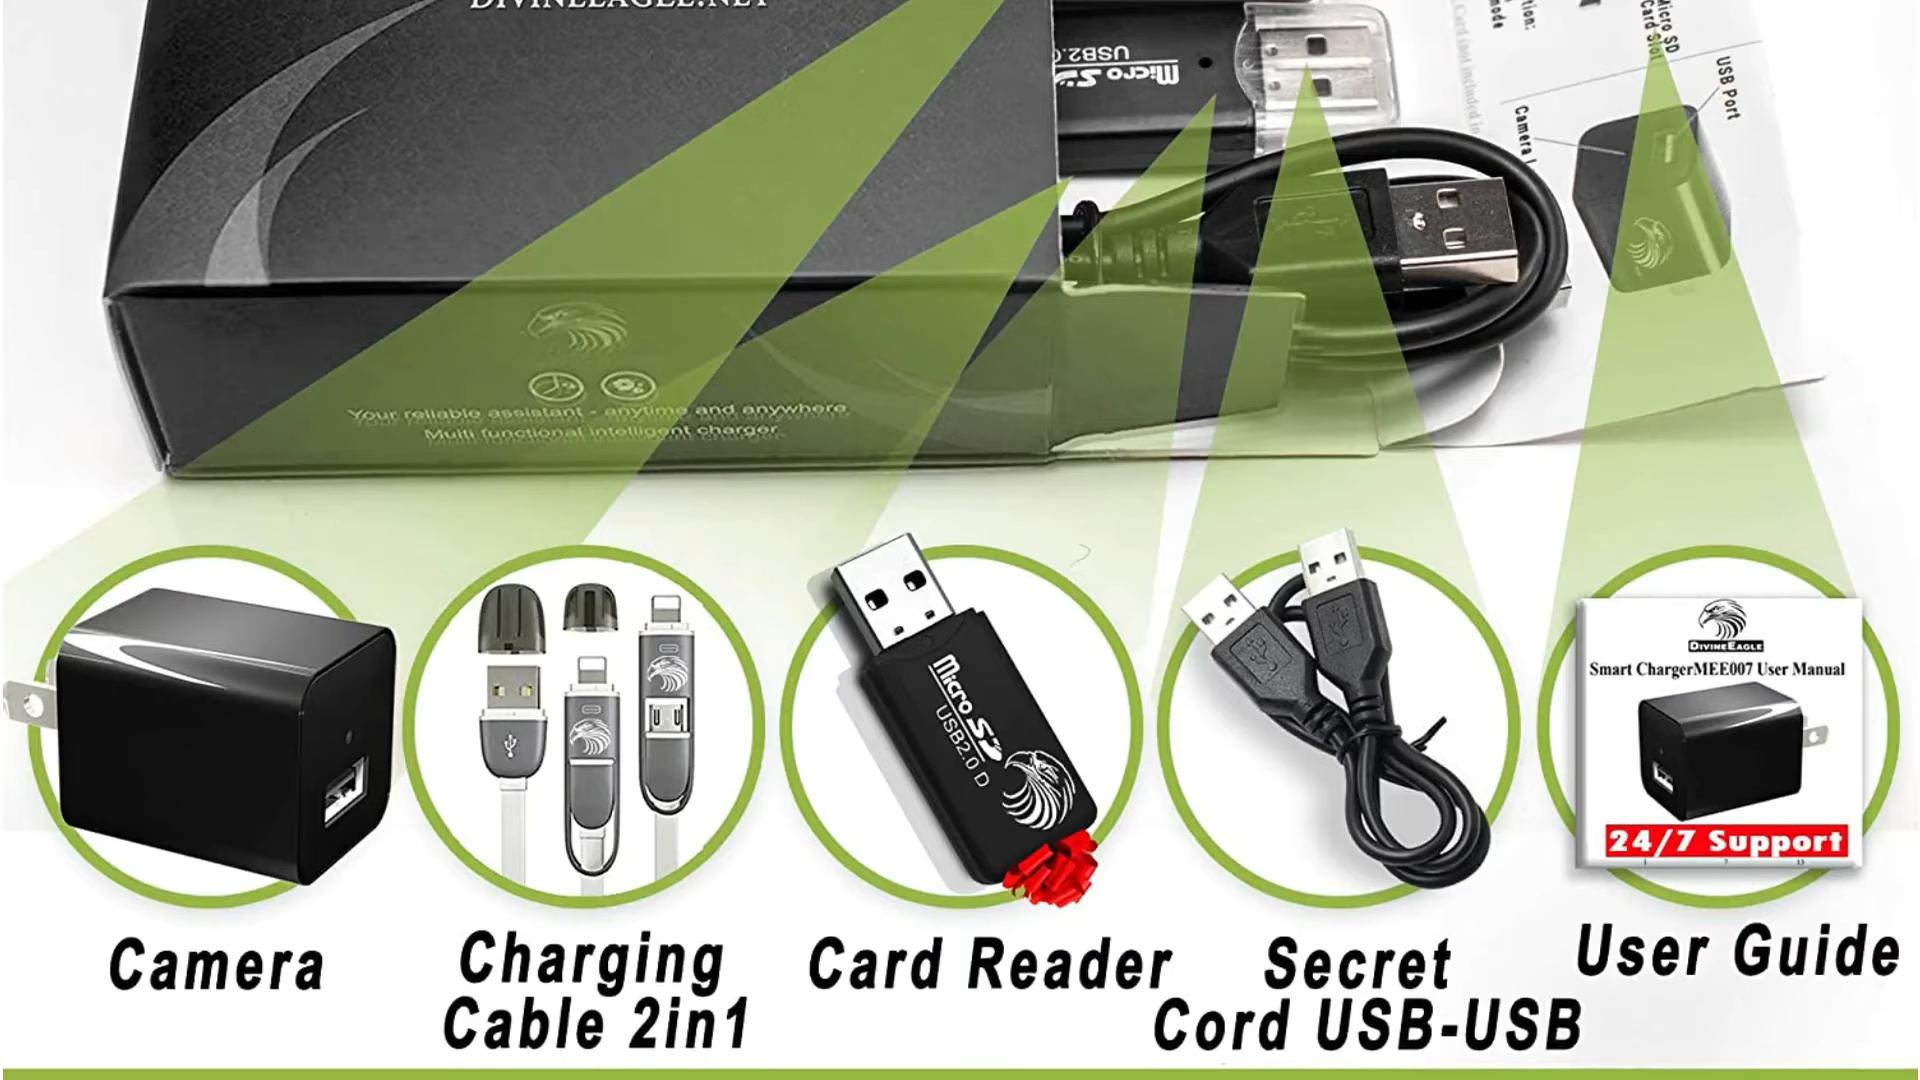 DIVINEEAGLE.NET
Micro SD
USB2.0
Micro SD
Card Slot
USB Port
Camera
tion:
mode
Your reliable assistant - anytime and anywhere.
Multi functional intelligent charger.
Micro SD
USB2.0 D
DIVINEEAGLE
Smart ChargerMEE007 User Manual
24/7 Support
Camera
Charging
Cable 2in1
Card Reader
Secret
Cord USB-USB
User Guide